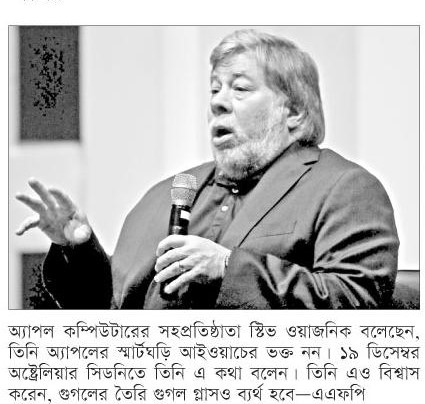 অ্যাপল কম্পিউটারের সহপ্রতিষ্ঠাতা স্টিভ ওয়াজনিক বলেছেন,
তিনি অ্যাপলের স্মার্টঘড়ি আইওয়াচের ভক্ত নন। ১৯ ডিসেম্বর
অস্ট্রেলিয়ার সিডনিতে তিনি এ কথা বলেন। তিনি এও বিশ্বাস
করেন, গুগলের তৈরি গুগল গ্লাসও ব্যর্থ হবে—এএফপি